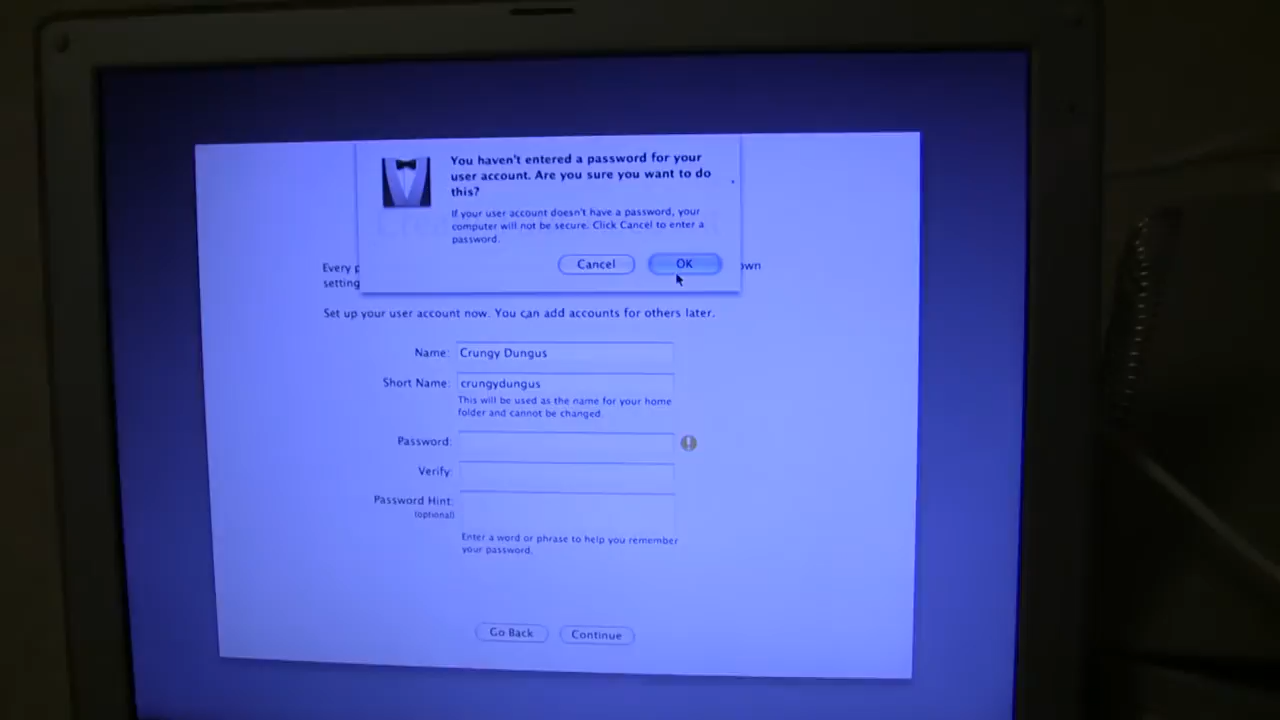 You haven't entered a password for your
user account. Are you sure you want to do
this?
If your user account doesn't have a password, your
computer will not be secure. Click Cancel to enter a
password.
Cancel
OK
Every
own
setting
Set up your user account now. You can add accounts for others later.
Name: Crungy Dungus
Short Name: crungydungus
This will be used as the name for your home
folder and cannot be changed.
Password:
Verify:
Password Hint:
(optional)
Enter a word or phrase to help you remember
your password.
Go Back
Continue